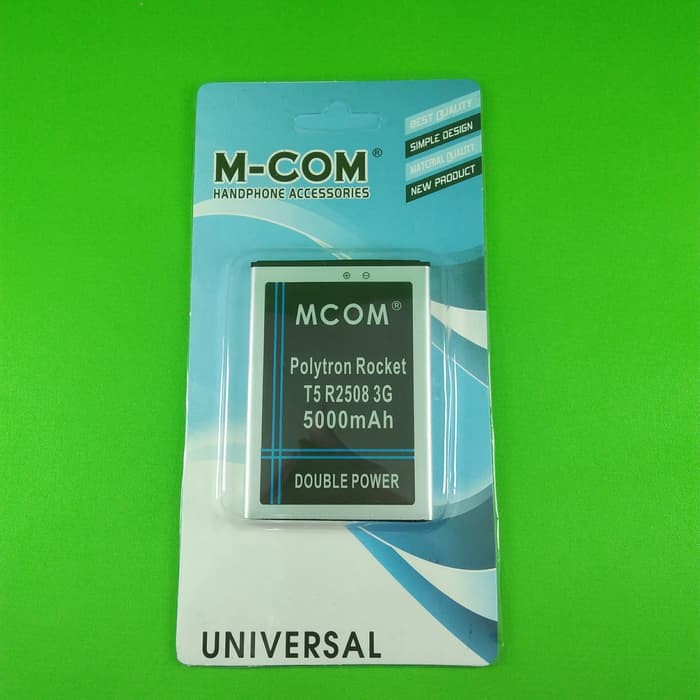 BEST QUALITY
SIMPLE DESIGN
MATERIAL QUALITY
NEW PRODUCT
M-COM®
HANDPHONE ACCESSORIES
MCOM®
Polytron Rocket
T5 R2508 3G
5000mAh
DOUBLE POWER
UNIVERSAL